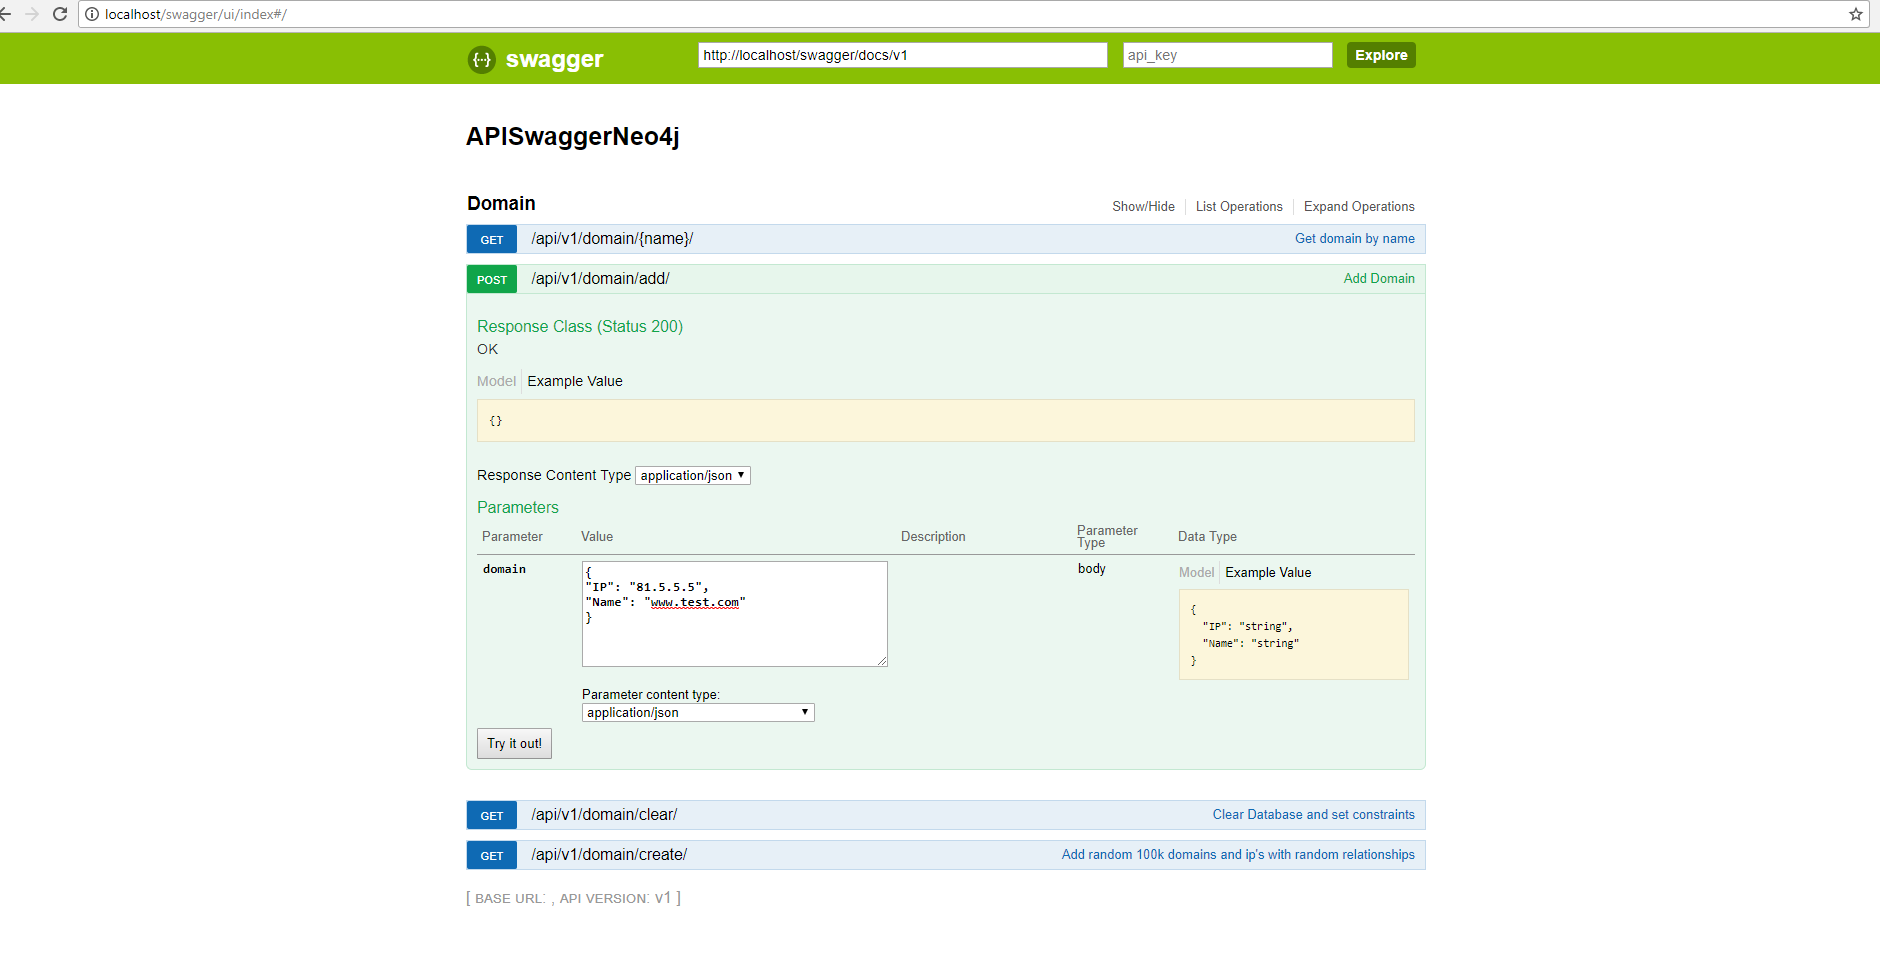 localhost/swagger/ui/index#/
{··} swagger http://localhost/swagger/docs/v1 api_key Explore
APISwaggerNeo4j
Domain Show/Hide List Operations Expand Operations
GET /api/v1/domain/{name}/ Get domain by name
POST /api/v1/domain/add/ Add Domain
Response Class (Status 200)
OK
Model Example Value
{}
Response Content Type application/json
Parameters
Parameter Value Description Parameter Type Data Type
domain
{
"IP": "81.5.5.5",
"Name": "www.test.com"
}
Parameter content type:
application/json
body
Model Example Value
{
"IP": "string",
"Name": "string"
}
Try it out!
GET /api/v1/domain/clear/ Clear Database and set constraints
GET /api/v1/domain/create/ Add random 100k domains and ip's with random relationships
[ BASE URL: , API VERSION: v1 ]